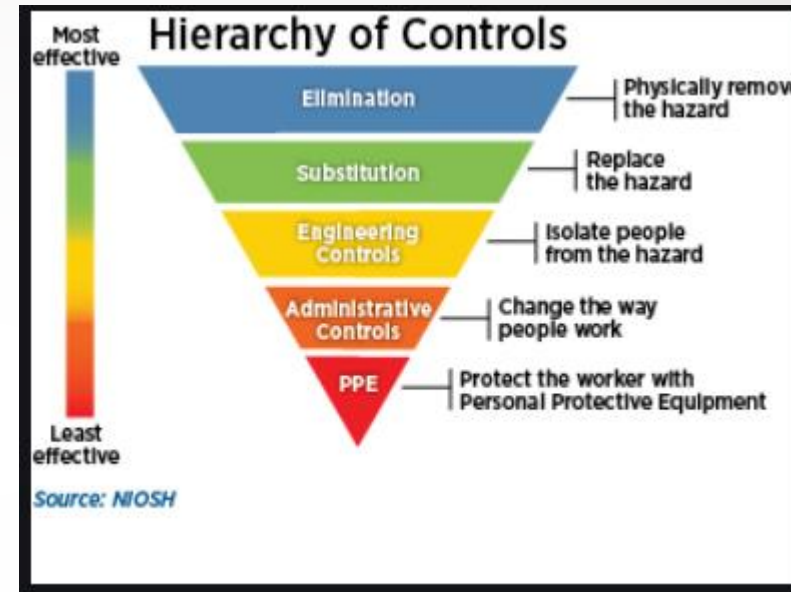 Hierarchy of Controls
Most
effective
Elimination
Physically remove
the hazard
Substitution
Replace
the hazard
Engineering
Controls
Isolate people
from the hazard
Administrative
Controls
Change the way
people work
PPE
Protect the worker with
Personal Protective Equipment
Least
effective
Source: NIOSH